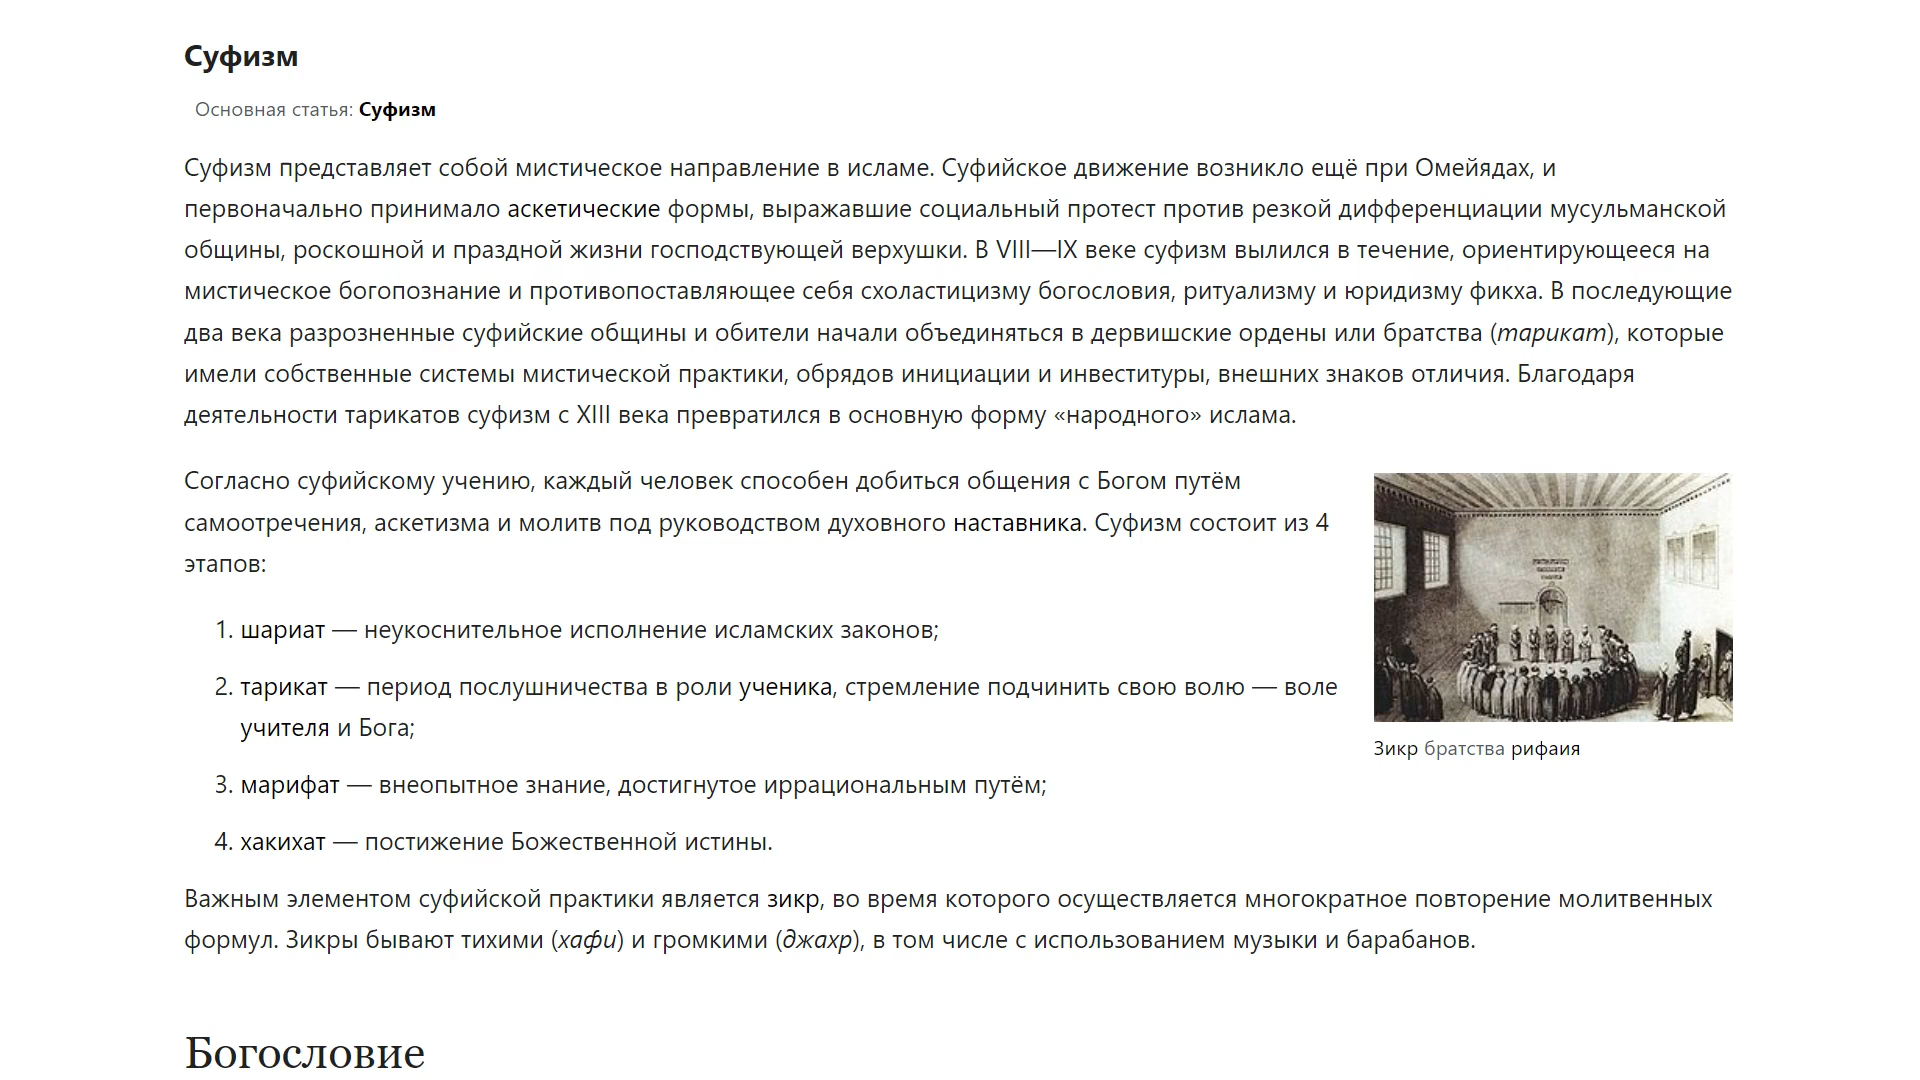 Суфизм
Основная статья: Суфизм
Суфизм представляет собой мистическое направление в исламе. Суфийское движение возникло ещё при Омейядах, и
первоначально принимало аскетические формы, выражавшие социальный протест против резкой дифференциации мусульманской
общины, роскошной и праздной жизни господствующей верхушки. В VIII—IX веке суфизм вылился в течение, ориентирующееся на
мистическое богопознание и противопоставляющее себя схоластицизму богословия, ритуализму и юридизму фикха. В последующие
два века разрозненные суфийские общины и обители начали объединяться в дервишские ордены или братства (тарикат), которые
имели собственные системы мистической практики, обрядов инициации и инвеституры, внешних знаков отличия. Благодаря
деятельности тарикатов суфизм с XIII века превратился в основную форму «народного» ислама.
Согласно суфийскому учению, каждый человек способен добиться общения с Богом путём
самоотречения, аскетизма и молитв под руководством духовного наставника. Суфизм состоит из 4
этапов:
1. шариат — неукоснительное исполнение исламских законов;
2. тарикат — период послушничества в роли ученика, стремление подчинить свою волю — воле
учителя и Бога;
3. марифат — внеопытное знание, достигнутое иррациональным путём;
4. хакихат — постижение Божественной истины.
Зикр братства рифаия
Важным элементом суфийской практики является зикр, во время которого осуществляется многократное повторение молитвенных
формул. Зикры бывают тихими (хафи) и громкими (джахр), в том числе с использованием музыки и барабанов.
Богословие